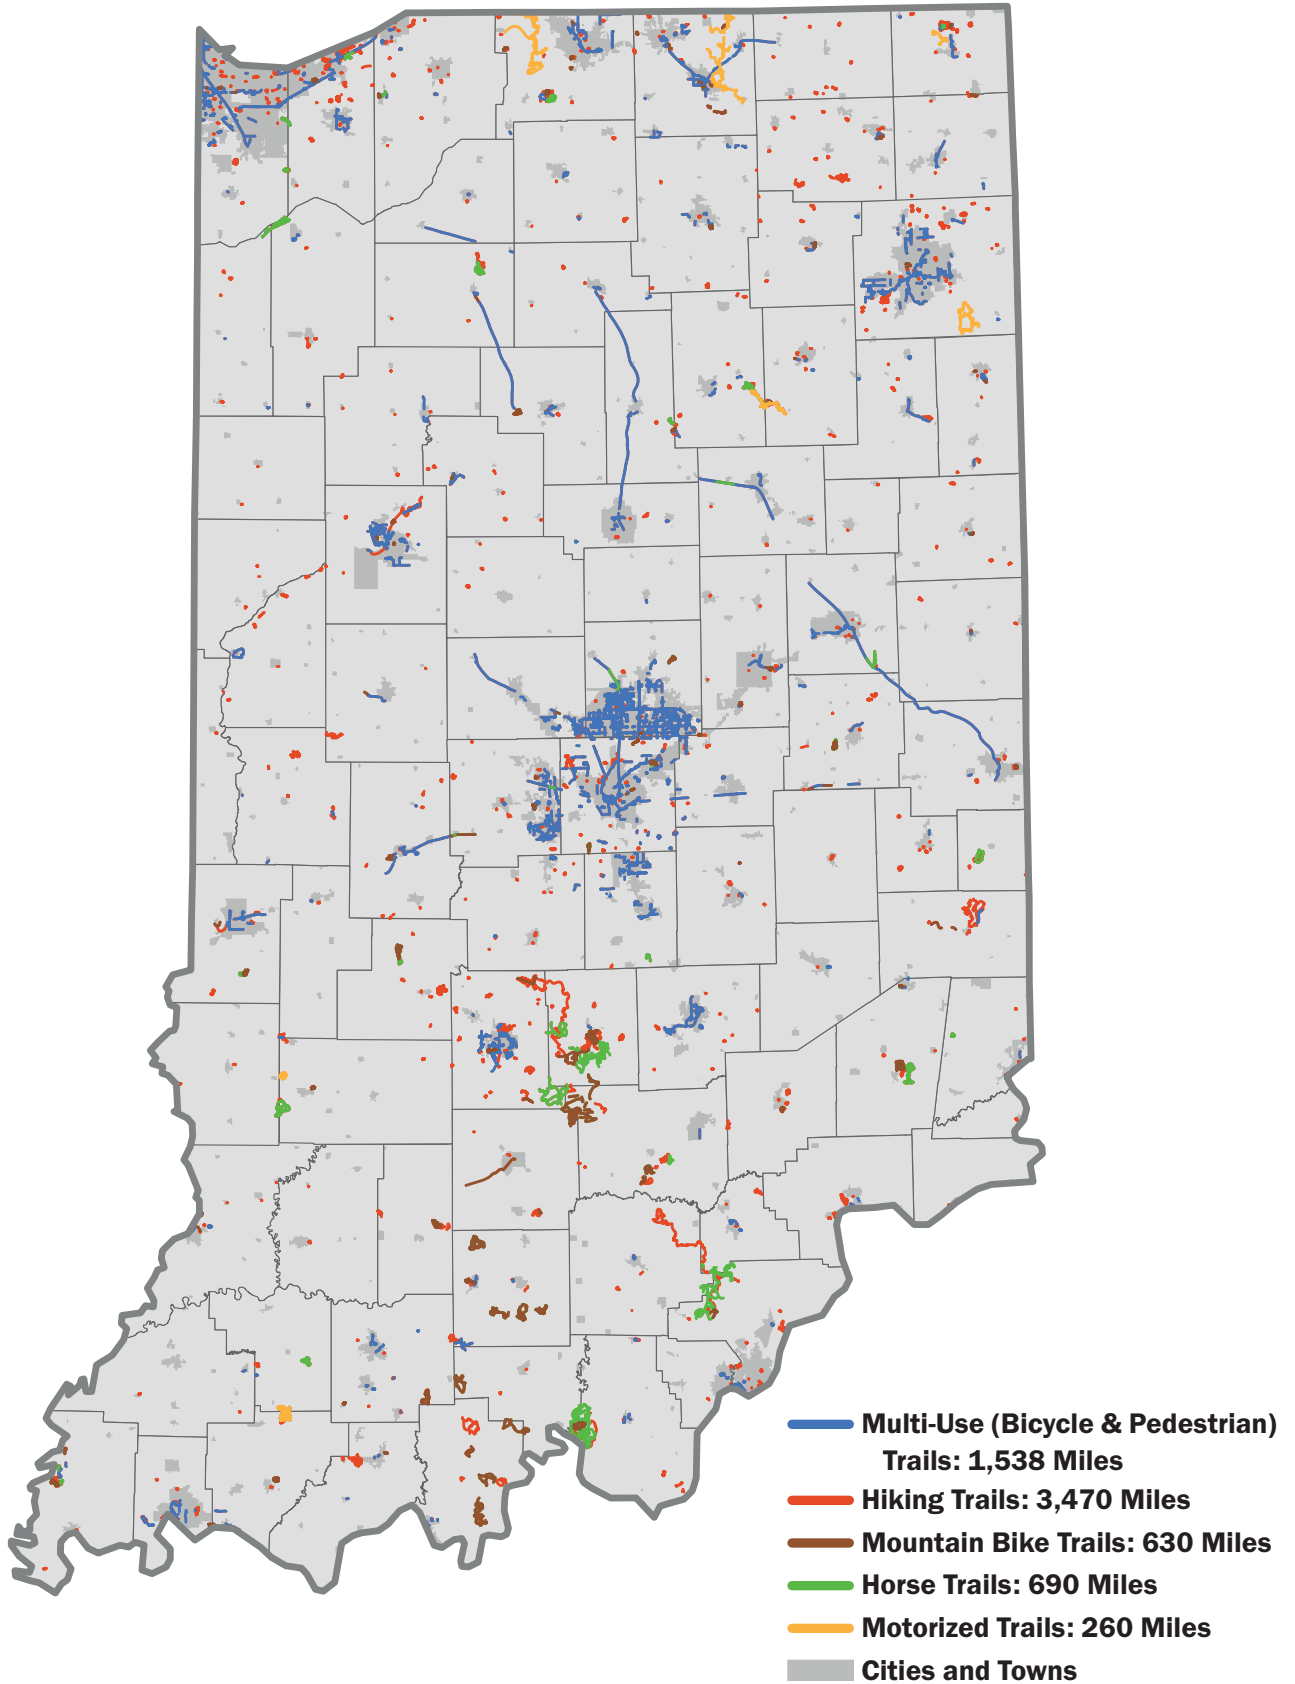 Multi-Use (Bicycle & Pedestrian)
Trails: 1,538 Miles
Hiking Trails: 3,470 Miles
Mountain Bike Trails: 630 Miles
Horse Trails: 690 Miles
Motorized Trails: 260 Miles
Cities and Towns